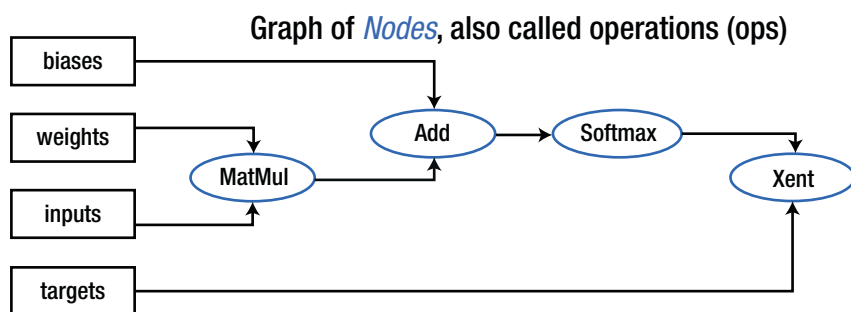 Graph of Nodes, also called operations (ops)
biases
weights
Add
Softmax
MatMul
Xent
inputs
targets